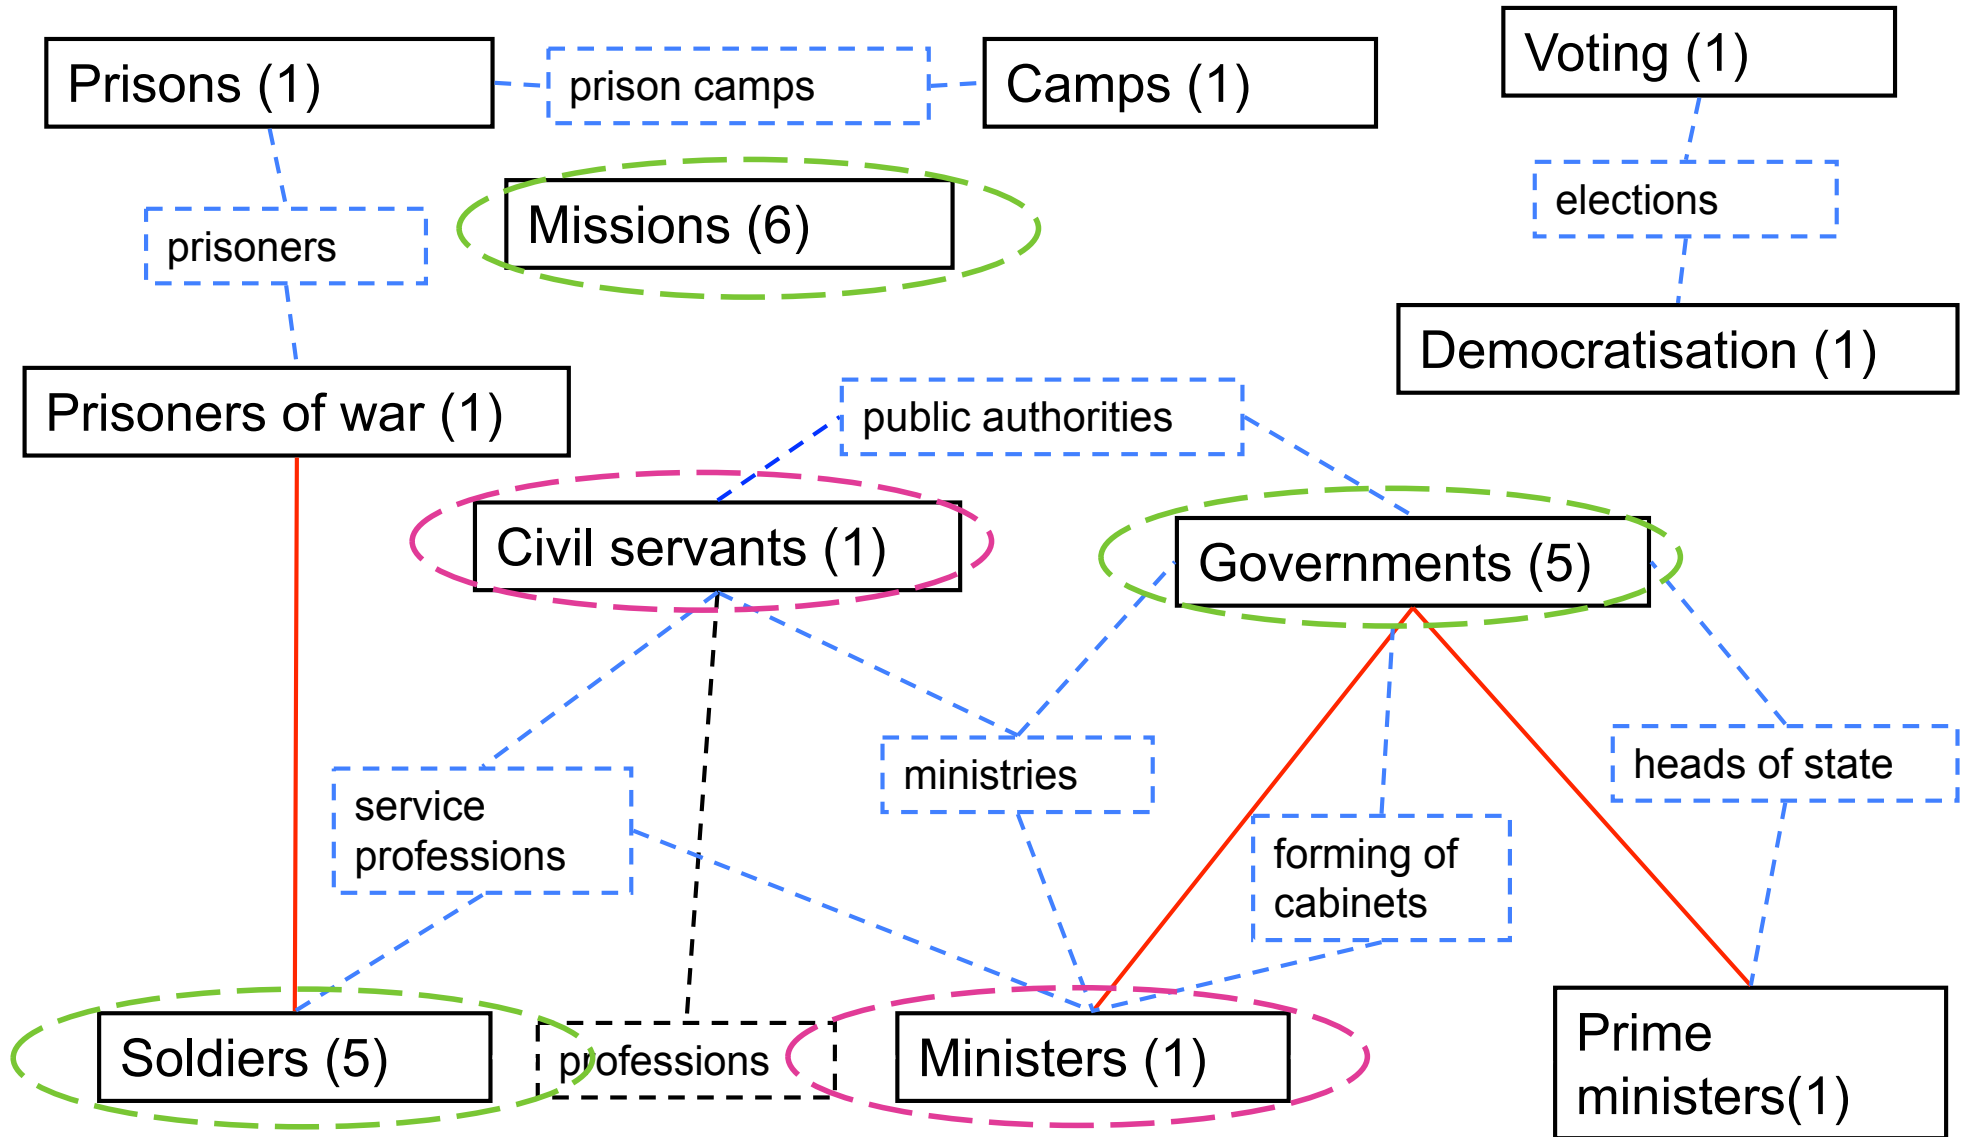 Prisons (1)
prison camps
Camps (1)
Voting (1)
Missions (6)
elections
prisoners
Democratisation (1)
Prisoners of war (1)
public authorities
Civil servants (1)
Governments (5)
ministries
heads of state
service
professions
forming of
cabinets
Soldiers (5)
professions
Ministers (1)
Prime
ministers(1)